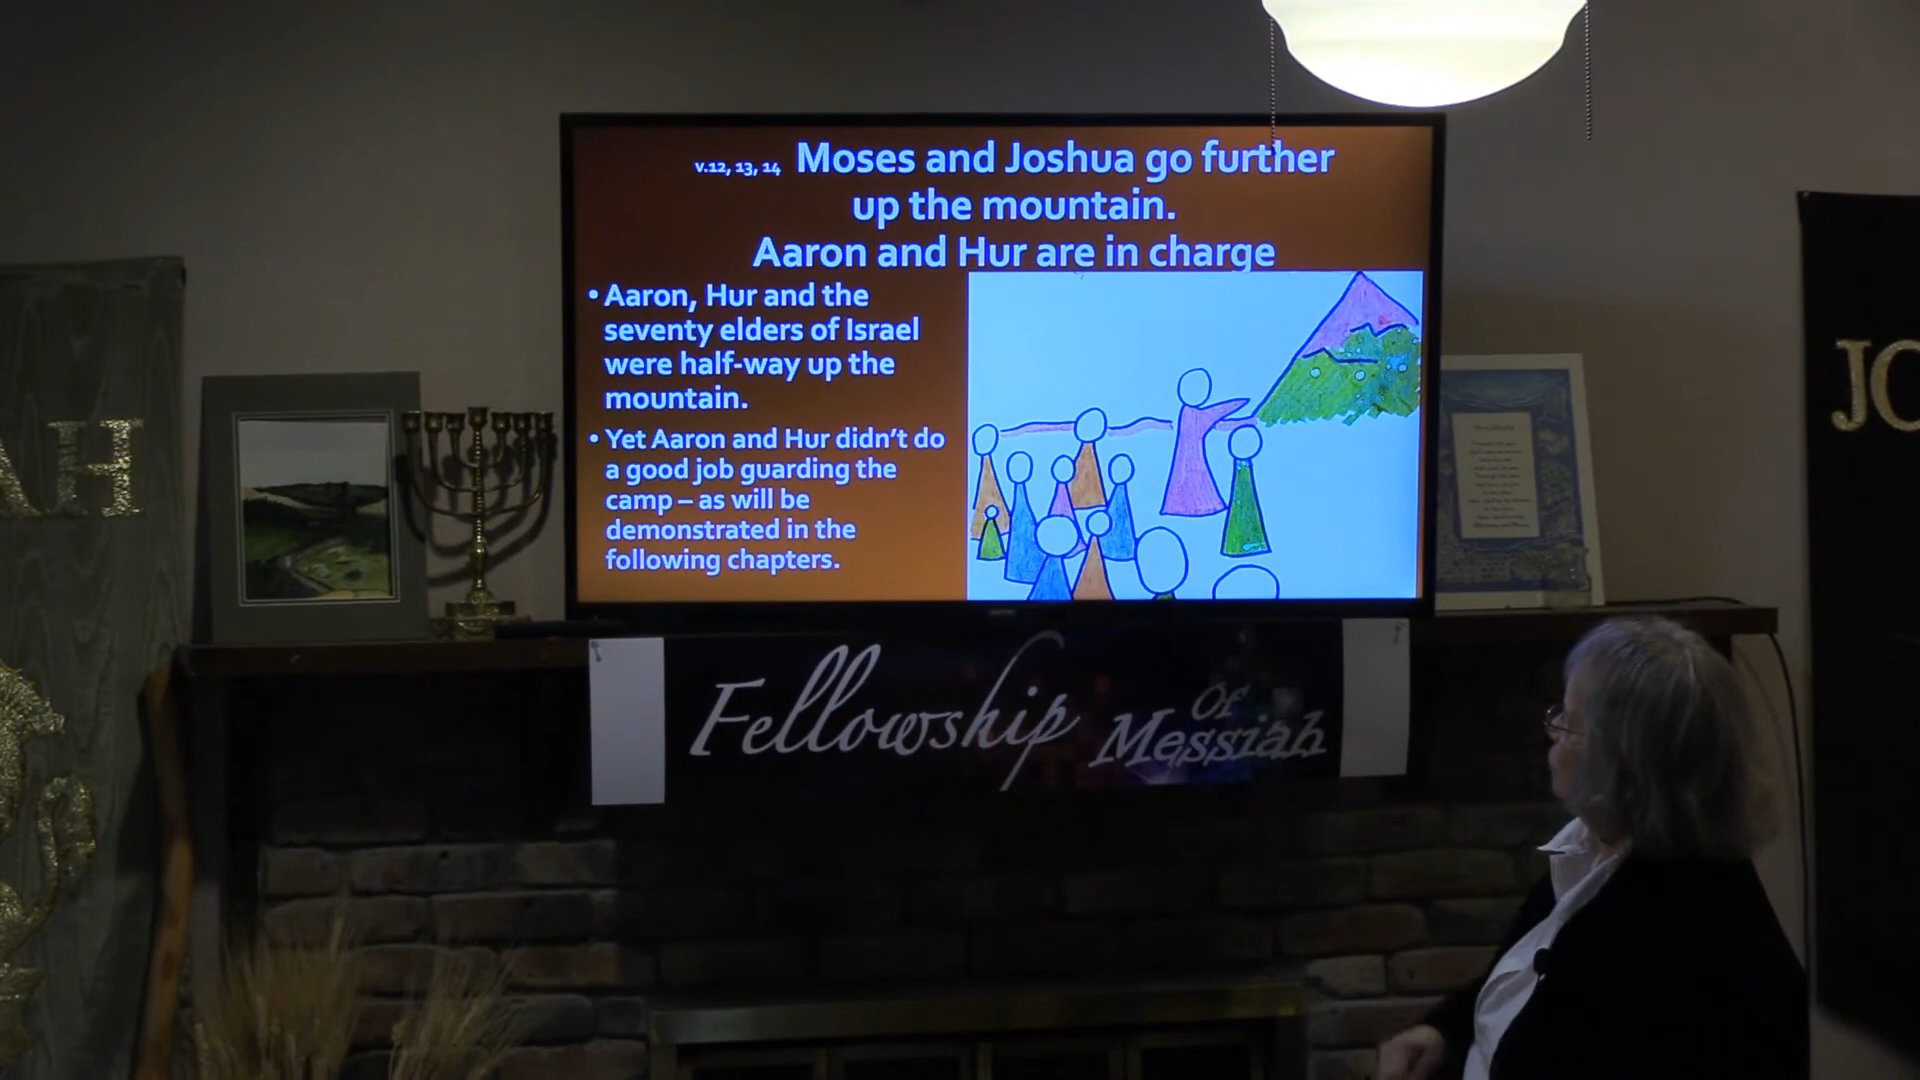 v.12, 13, 14 Moses and Joshua go further
up the mountain.
Aaron and Hur are in charge
• Aaron, Hur and the
seventy elders of Israel
were half-way up the
mountain.
• Yet Aaron and Hur didn't do
a good job guarding the
camp – as will be
demonstrated in the
following chapters.
AH
JO
Fellowship Of
Messiah